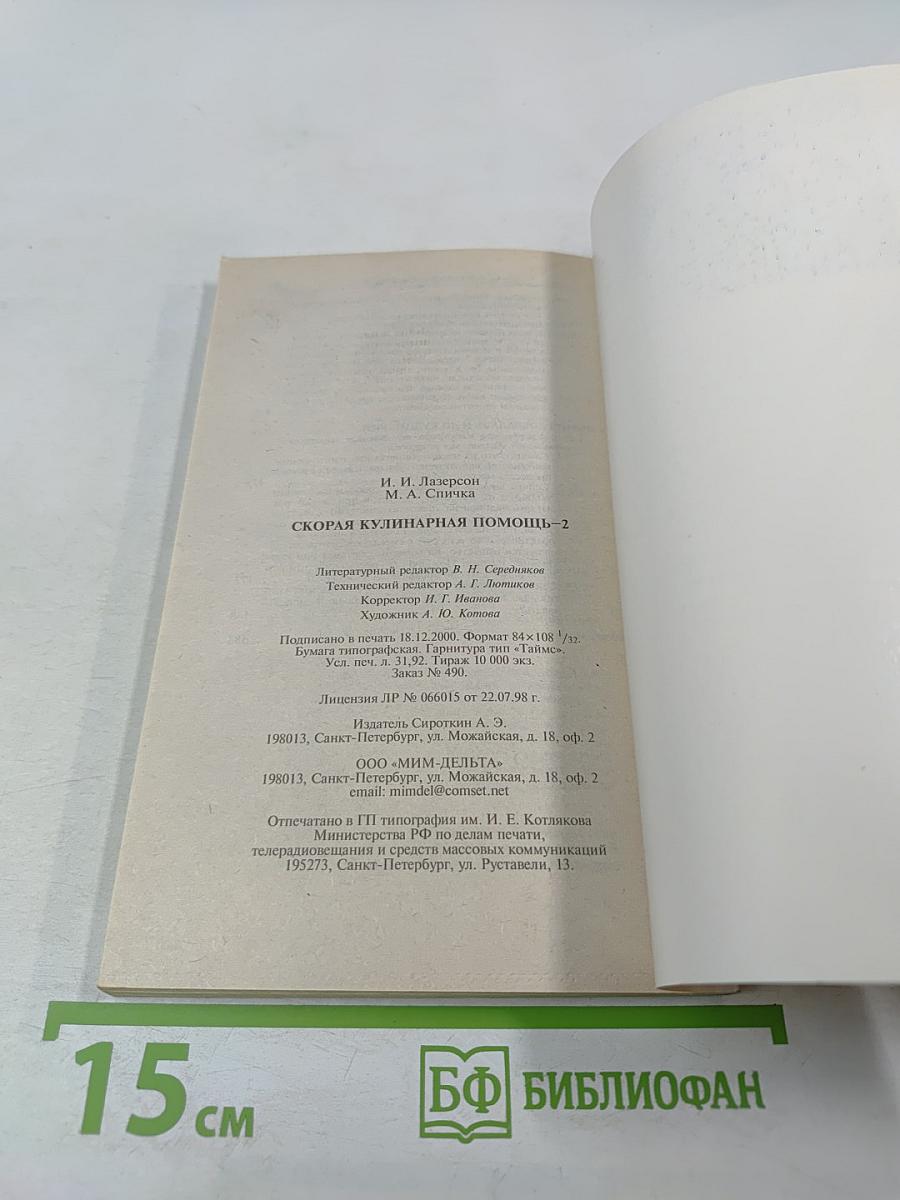 И. И. Лазерсон
М. А. Спичка
СКОРАЯ КУЛИНАРНАЯ ПОМОЩЬ—2
Литературный редактор В. Н. Середняков
Технический редактор А. Г. Лютиков
Корректор И. Г. Иванова
Художник А. Ю. Котова
Подписано в печать 18.12.2000. Формат 84×108 1/32.
Бумага типографская. Гарнитура тип «Таймс».
Усл. печ. л. 31,92. Тираж 10 000 экз.
Заказ № 490.
Лицензия ЛР № 066015 от 22.07.98 г.
Издатель Сироткин А. Э.
198013, Санкт-Петербург, ул. Можайская, д. 18, оф. 2
ООО «МИМ-ДЕЛЬТА»
198013, Санкт-Петербург, ул. Можайская, д. 18, оф. 2
email: mimdel@comset.net
Отпечатано в ГП типография им. И. Е. Котлякова
Министерства РФ по делам печати,
телерадиовещания и средств массовых коммуникаций
195273, Санкт-Петербург, ул. Руставели, 13.
15 см
БФ БИБЛИОФАН